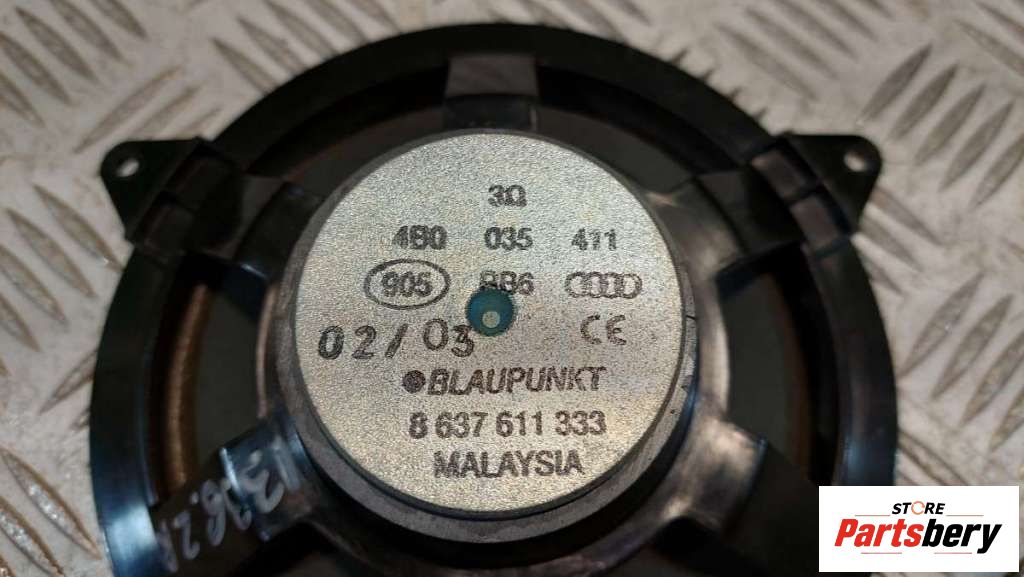 3Ω
4B0 035 411
905 BB6
02/03 CE
BLAUPUNKT
8 637 611 333
MALAYSIA
STORE
Partsbery